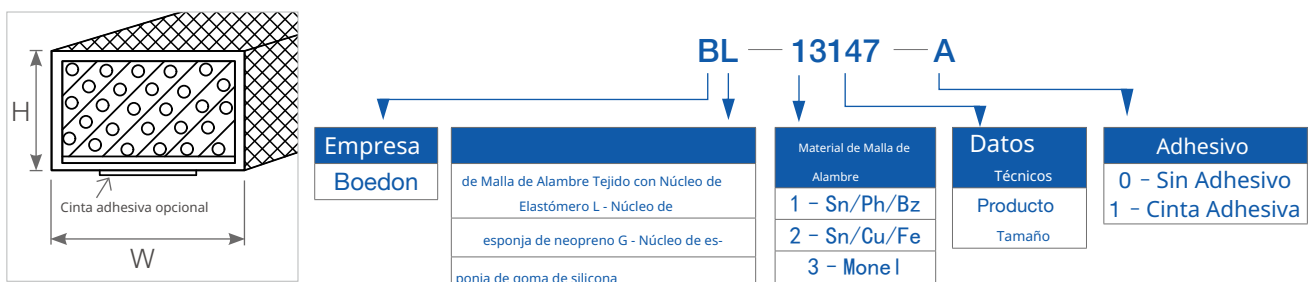 BL — 13147 — A
H
Cinta adhesiva opcional
W
Empresa
Boedon
de Malla de Alambre Tejido con Núcleo de
Elastómero L - Núcleo de
esponja de neopreno G - Núcleo de es-
ponja de goma de silicona
Material de Malla de
Alambre
1 - Sn/Ph/Bz
2 - Sn/Cu/Fe
3 - Monel
Datos
Técnicos
Producto
Tamaño
Adhesivo
0 - Sin Adhesivo
1 - Cinta Adhesiva